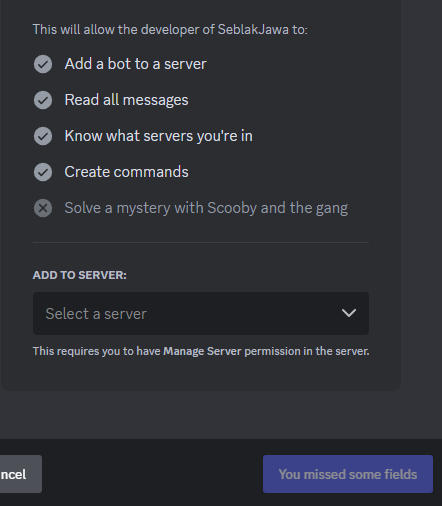 This will allow the developer of SeblakJawa to:
Add a bot to a server
Read all messages
Know what servers you're in
Create commands
Solve a mystery with Scooby and the gang
ADD TO SERVER:
Select a server
This requires you to have Manage Server permission in the server.
ncel
You missed some fields